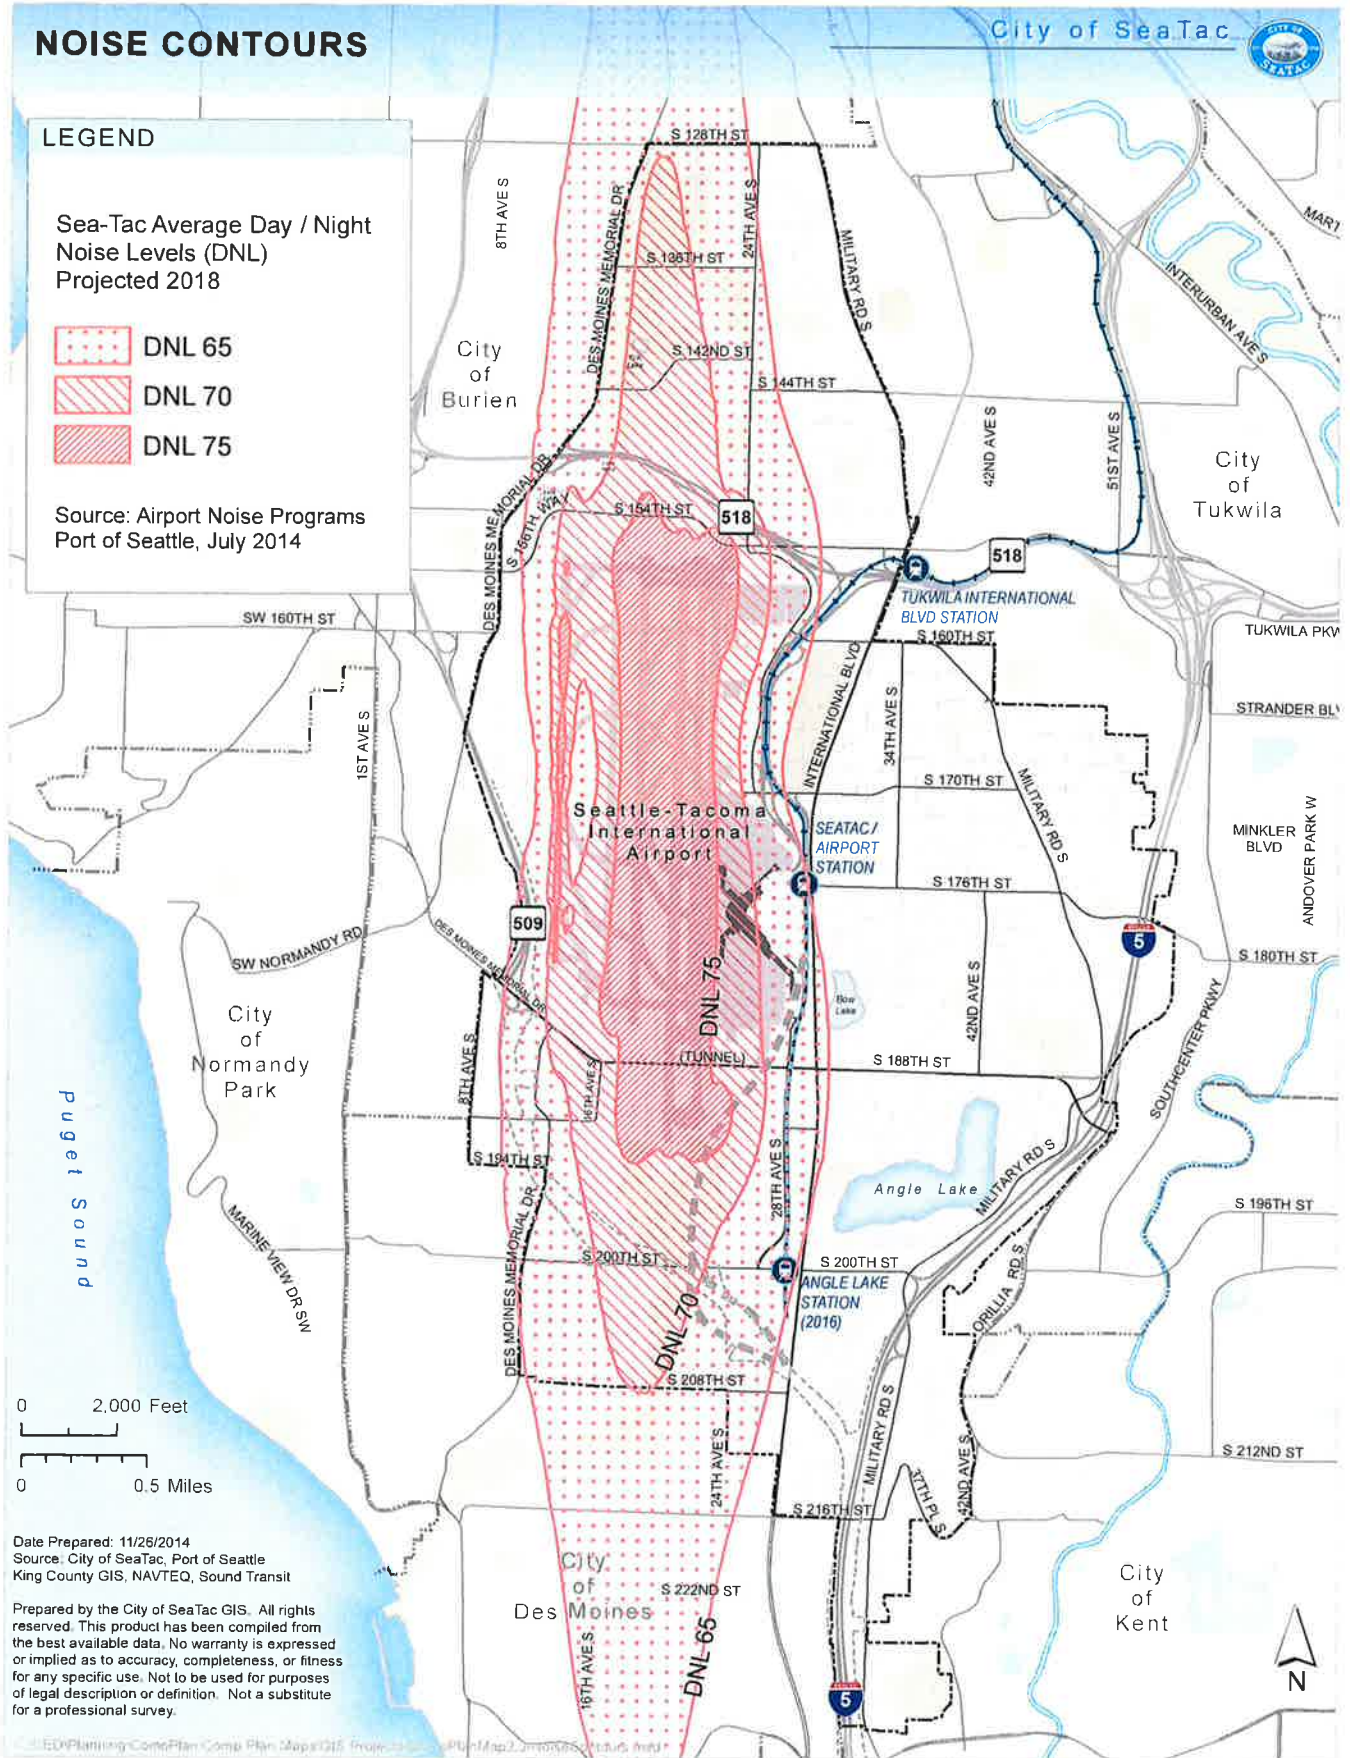 NOISE CONTOURS
City of SeaTac
CITY OF
SEATAC
LEGEND
Sea-Tac Average Day / Night
Noise Levels (DNL)
Projected 2018
DNL 65
DNL 70
DNL 75
Source: Airport Noise Programs
Port of Seattle, July 2014
S 128TH ST
8TH AVE S
DES MOINES MEMORIAL DR
24TH AVE S
MILITARY RD S
S 136TH ST
INTERURBAN AVE S
City
of
Burien
S 142ND ST
S 144TH ST
42ND AVE S
51ST AVE S
City
of
Tukwila
DES MOINES MEMORIAL DR
S 156TH WAY
S 154TH ST
518
518
TUKWILA INTERNATIONAL
BLVD STATION
SW 160TH ST
S 160TH ST
TUKWILA PKW
STRANDER BLV
1ST AVE S
INTERNATIONAL BLVD
34TH AVE S
S 170TH ST
MILITARY RD S
Seattle-Tacoma
International
Airport
SEATAC/
AIRPORT
STATION
MINKLER
BLVD
ANDOVER PARK W
S 176TH ST
509
5
DES MOINES MEMORIAL DR
SW NORMANDY RD
S 180TH ST
DNL 75
42ND AVE S
Bow
Lake
City
of
Normandy
Park
SOUTHCENTER PKWY
8TH AVE S
16TH AVE S
(TUNNEL)
S 188TH ST
Puget Sound
S 194TH ST
28TH AVE S
Angle Lake
MILITARY RD S
S 196TH ST
MARINE VIEW DR SW
DES MOINES MEMORIAL DR
S 200TH ST
S 200TH ST
ANGLE LAKE
STATION
(2016)
ORILLIA RD S
DNL 70
S 208TH ST
0 2,000 Feet
0 0.5 Miles
24TH AVE S
MILITARY RD S
37TH PL S
42ND AVE S
S 212ND ST
S 216TH ST
Date Prepared: 11/26/2014
Source: City of SeaTac, Port of Seattle
King County GIS, NAVTEQ, Sound Transit
Prepared by the City of SeaTac GIS. All rights
reserved. This product has been compiled from
the best available data. No warranty is expressed
or implied as to accuracy, completeness, or fitness
for any specific use. Not to be used for purposes
of legal description or definition. Not a substitute
for a professional survey.
City
of
Des Moines
S 222ND ST
16TH AVE S
DNL 65
City
of
Kent
5
N